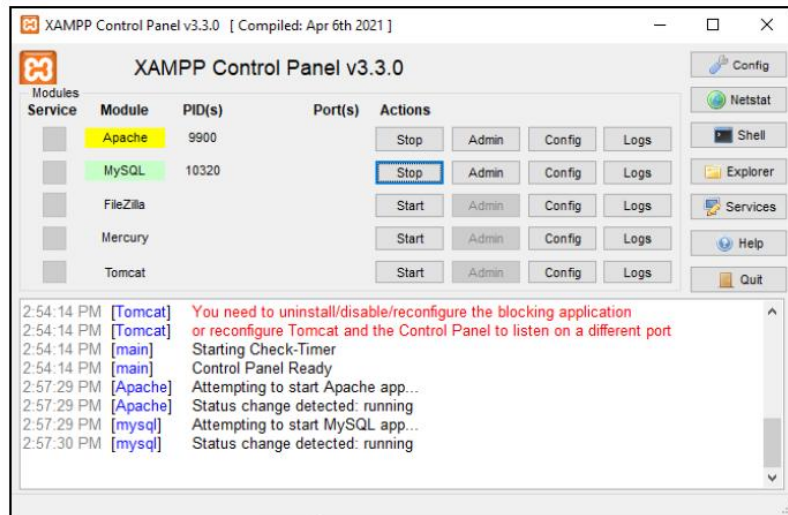 XAMPP Control Panel v3.3.0 [ Compiled: Apr 6th 2021 ]
XAMPP Control Panel v3.3.0
Modules
Service Module PID(s) Port(s) Actions
Apache 9900 Stop Admin Config Logs
MySQL 10320 Stop Admin Config Logs
FileZilla Start Admin Config Logs
Mercury Start Admin Config Logs
Tomcat Start Admin Config Logs
Config
Netstat
Shell
Explorer
Services
Help
Quit
2:54:14 PM [Tomcat] You need to uninstall/disable/reconfigure the blocking application
2:54:14 PM [Tomcat] or reconfigure Tomcat and the Control Panel to listen on a different port
2:54:14 PM [main] Starting Check-Timer
2:54:14 PM [main] Control Panel Ready
2:57:29 PM [Apache] Attempting to start Apache app...
2:57:29 PM [Apache] Status change detected: running
2:57:29 PM [mysql] Attempting to start MySQL app...
2:57:30 PM [mysql] Status change detected: running